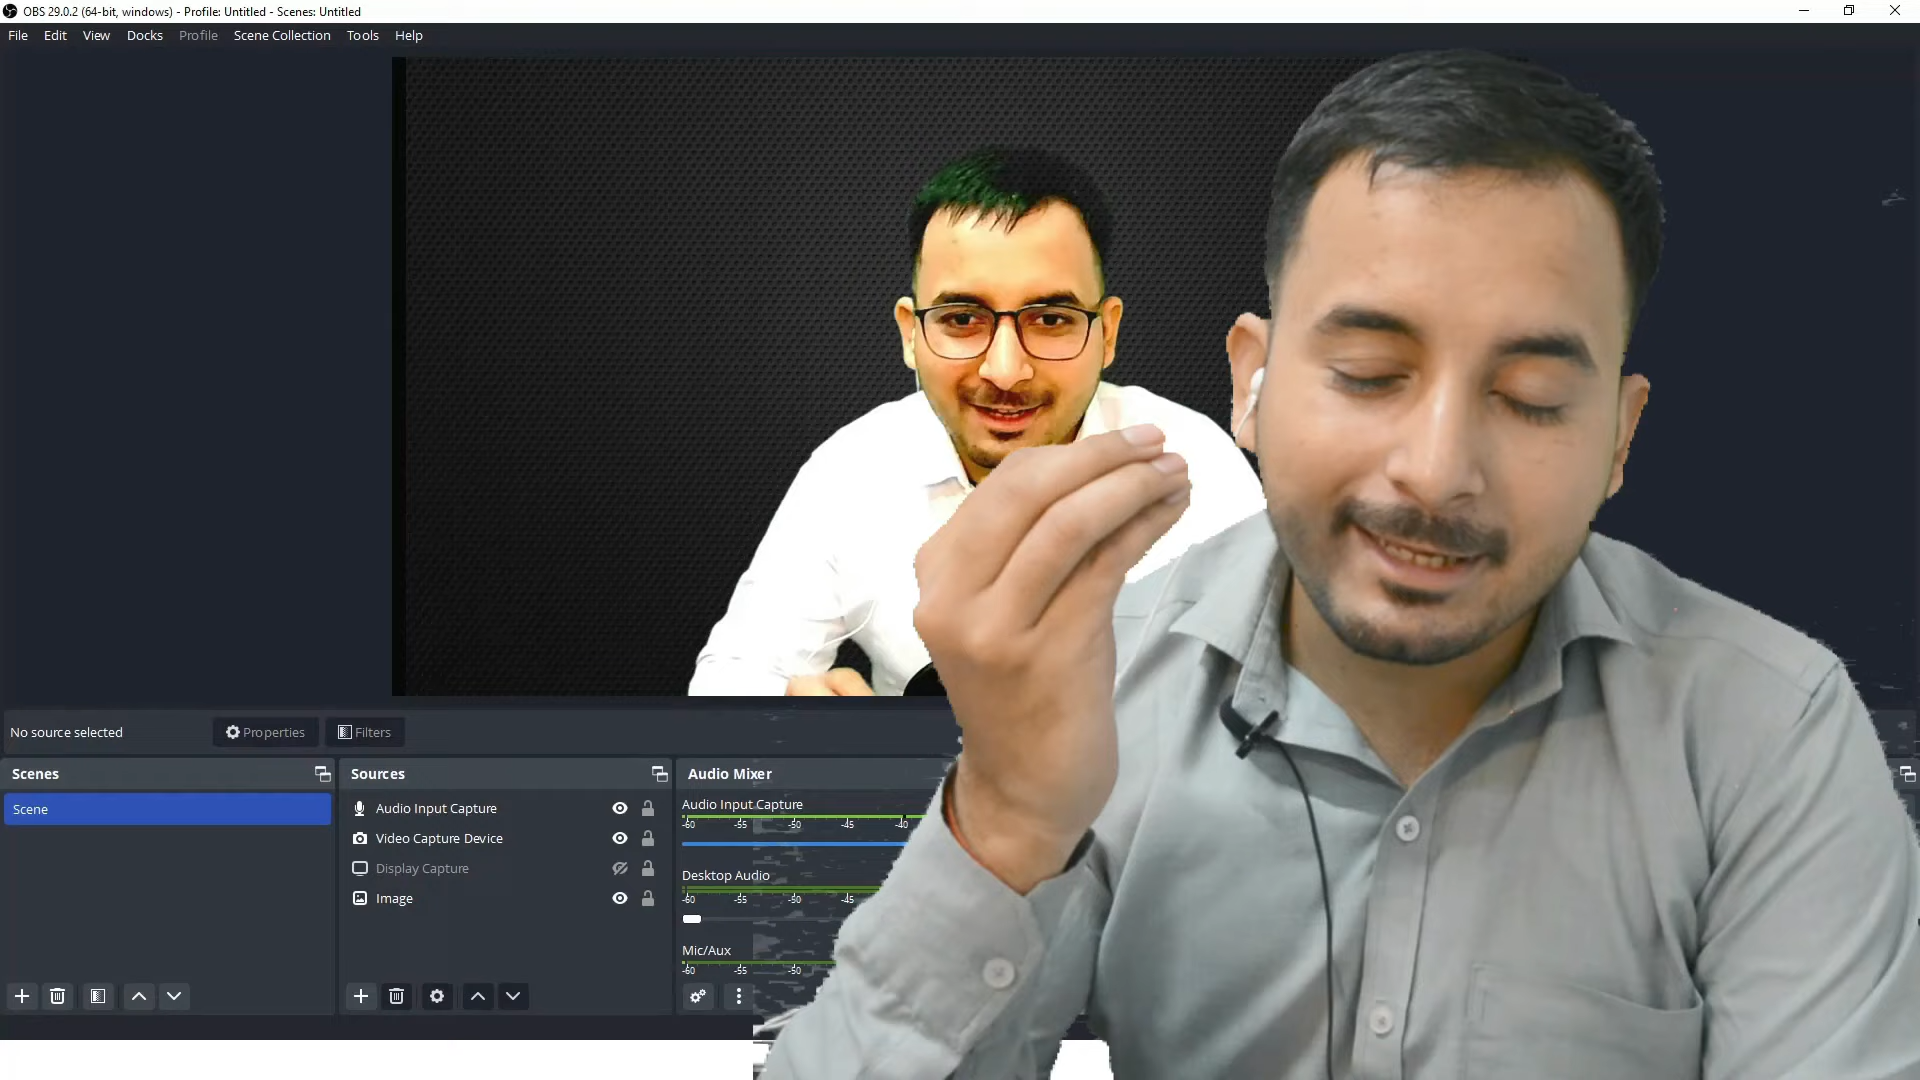 OBS 29.0.2 (64-bit, windows) - Profile: Untitled - Scenes: Untitled
File Edit View Docks Profile Scene Collection Tools Help
No source selected Properties Filters
Scenes
Scene
Sources
Audio Input Capture
Video Capture Device
Display Capture
Image
Audio Mixer
Audio Input Capture
-60 -55 -50 -45 -40
Desktop Audio
-60 -55 -50 -45
Mic/Aux
-60 -55 -50